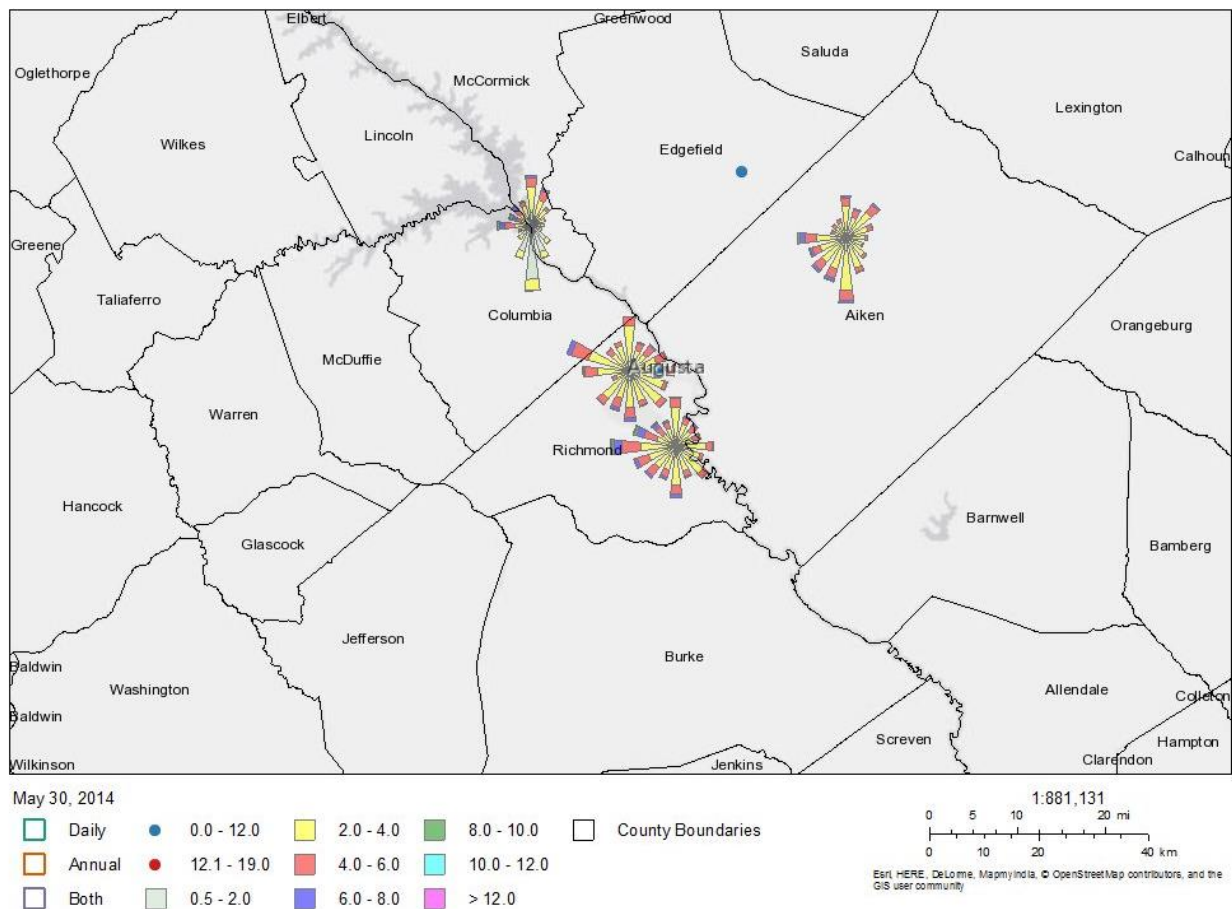 Elbert
Greenwood
Saluda
Oglethorpe
McCormick
Lexington
Lincoln
Wilkes
Edgefield
Calhoun
Greene
Taliaferro
Columbia
Aiken
Orangeburg
McDuffie
Augusta
Warren
Richmond
Hancock
Barnwell
Glascock
Bamberg
Jefferson
Burke
Baldwin
Washington
Allendale
Colleton
Baldwin
Screven
Hampton
Wilkinson
Jenkins
Clarendon
May 30, 2014
1:881,131
Daily 0.0 - 12.0 2.0 - 4.0 8.0 - 10.0 County Boundaries
Annual 12.1 - 19.0 4.0 - 6.0 10.0 - 12.0
Both 0.5 - 2.0 6.0 - 8.0 > 12.0
0 5 10 20 mi
0 10 20 40 km
Esri, HERE, DeLorme, MapmyIndia, © OpenStreetMap contributors, and the
GIS user community